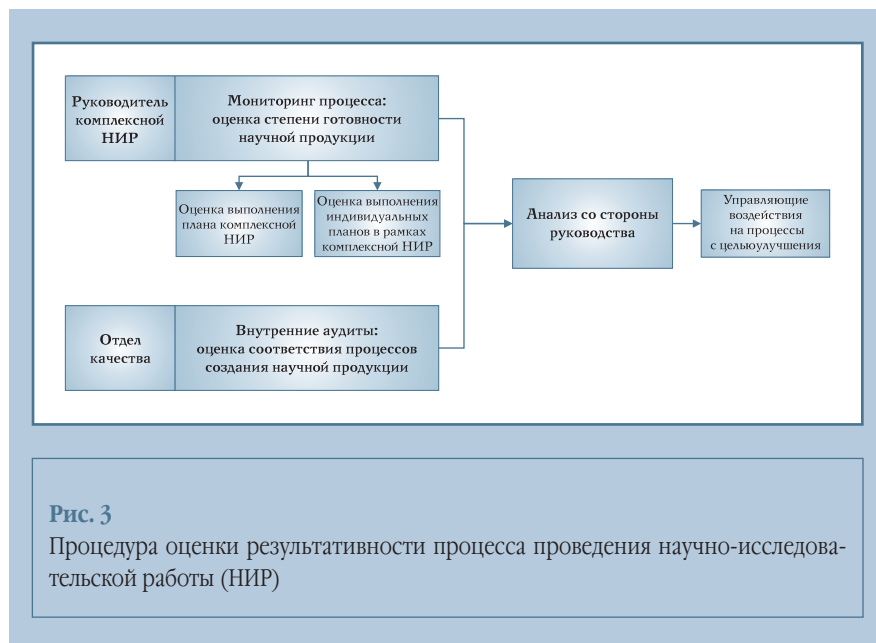 Руководитель
комплексной
НИР
Мониторинг процесса:
оценка степени готовности
научной продукции
Оценка выполнения
плана комплексной
НИР
Оценка выполнения
индивидуальных
планов в рамках
комплексной НИР
Отдел
качества
Внутренние аудиты:
оценка соответствия процессов
создания научной продукции
Анализ со стороны
руководства
Управляющие
воздействия
на процессы
с цельюулучшения
Рис. 3
Процедура оценки результативности процесса проведения научно-исследова-
тельской работы (НИР)